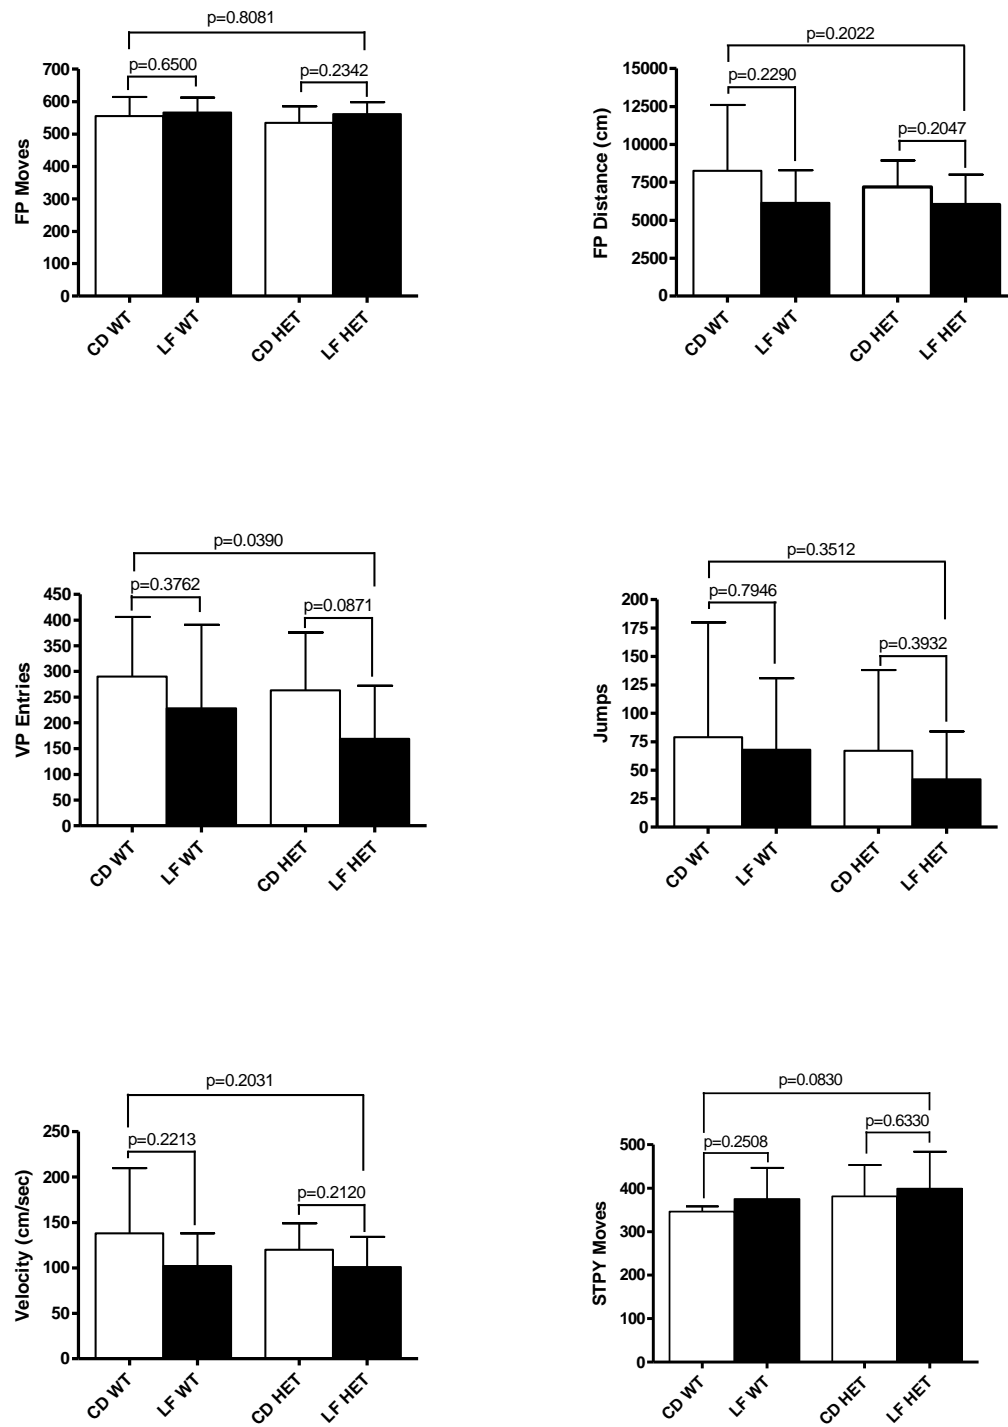 p=0.8081
p=0.6500
p=0.2342
700
600
500
400
300
200
100
0
FP Moves
CD WT
LF WT
CD HET
LF HET
p=0.2022
p=0.2290
p=0.2047
15000
12500
10000
7500
5000
2500
0
FP Distance (cm)
CD WT
LF WT
CD HET
LF HET
p=0.0390
p=0.3762
p=0.0871
450
400
350
300
250
200
150
100
50
0
VP Entries
CD WT
LF WT
CD HET
LF HET
p=0.3512
p=0.7946
p=0.3932
200
175
150
125
100
75
50
25
0
Jumps
CD WT
LF WT
CD HET
LF HET
p=0.2031
p=0.2213
p=0.2120
250
200
150
100
50
0
Velocity (cm/sec)
CD WT
LF WT
CD HET
LF HET
p=0.0830
p=0.6330
p=0.2508
500
400
300
200
100
0
STPY Moves
CD WT
LF WT
CD HET
LF HET